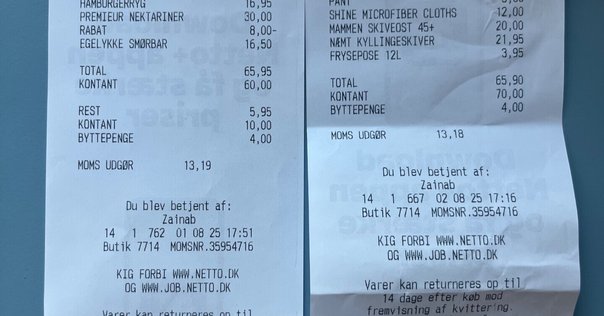 HAMBURGERRYG 16,95
PREMIEUR NEKTARINER 30,00
RABAT 8,00-
EGELYKKE SMØRBAR 16,50
TOTAL 65,95
KONTANT 60,00
REST 5,95
KONTANT 10,00
BYTTEPENGE 4,00
MOMS UDGØR 13,19
Du blev betjent af:
Zainab
14 1 762 01 08 25 17:51
Butik 7714 MOMSNR.35954716
KIG FORBI WWW.NETTO.DK
OG WWW.JOB.NETTO.DK
Varer kan returneres op til
PANT
SHINE MICROFIBER CLOTHS 12,00
MAMMEN SKIVEOST 45+ 20,00
NÆMT KYLLINGESKIVER 21,95
FRYSEPOSE 12L 3,95
TOTAL 65,90
KONTANT 70,00
BYTTEPENGE 4,00
MOMS UDGØR 13,18
Du blev betjent af:
Zainab
14 1 667 02 08 25 17:16
Butik 7714 MOMSNR.35954716
KIG FORBI WWW.NETTO.DK
OG WWW.JOB.NETTO.DK
Varer kan returneres op til
14 dage efter køb mod
fremvisning af kvittering.